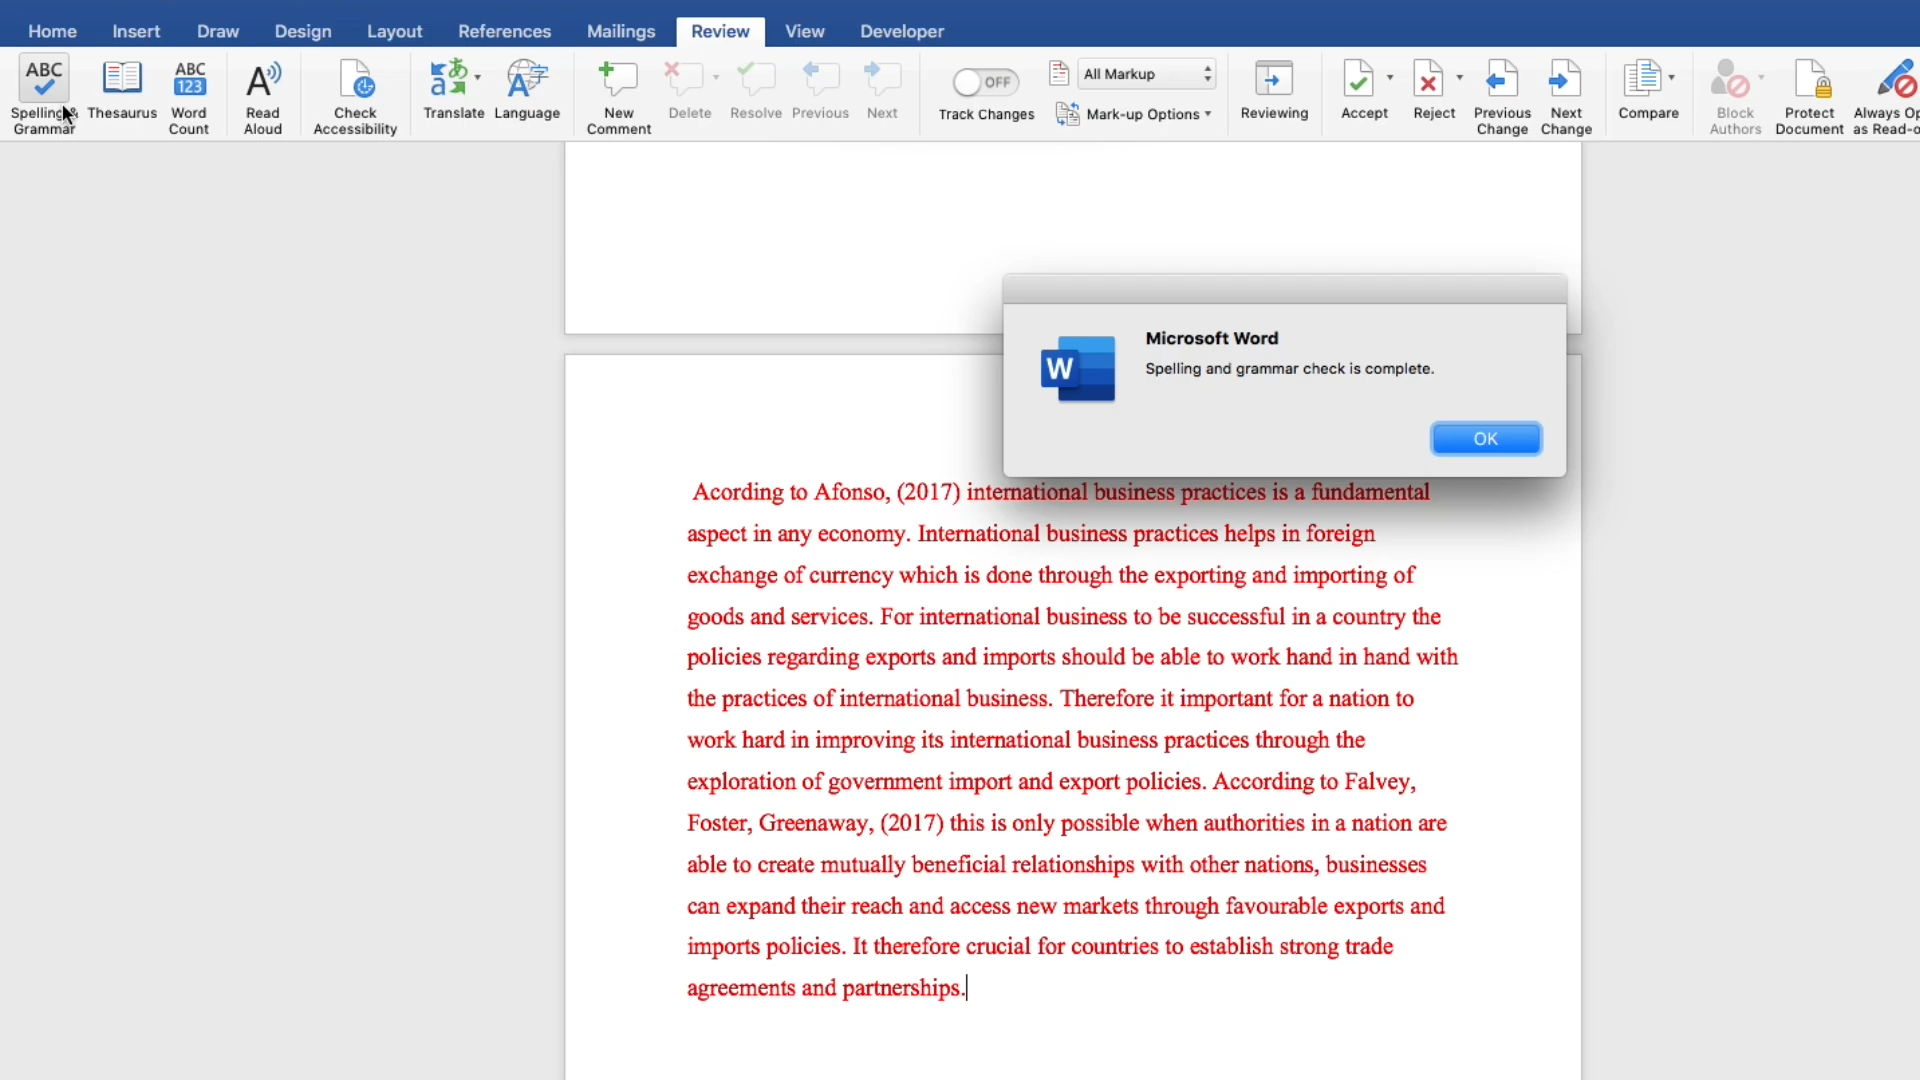 Home Insert Draw Design Layout References Mailings Review View Developer
ABC ABC 123 A OFF All Markup
Spelling & Thesaurus Word Read Check Translate Language New Delete Resolve Previous Next Track Changes Mark-up Options Reviewing Accept Reject Previous Next Compare Block Protect Always
Grammar Count Aloud Accessibility Comment Change Change Authors Document as
W
Microsoft Word
Spelling and grammar check is complete.
OK
Acording to Afonso, (2017) international business practices is a fundamental
aspect in any economy. International business practices helps in foreign
exchange of currency which is done through the exporting and importing of
goods and services. For international business to be successful in a country the
policies regarding exports and imports should be able to work hand in hand with
the practices of international business. Therefore it important for a nation to
work hard in improving its international business practices through the
exploration of government import and export policies. According to Falvey,
Foster, Greenaway, (2017) this is only possible when authorities in a nation are
able to create mutually beneficial relationships with other nations, businesses
can expand their reach and access new markets through favourable exports and
imports policies. It therefore crucial for countries to establish strong trade
agreements and partnerships.